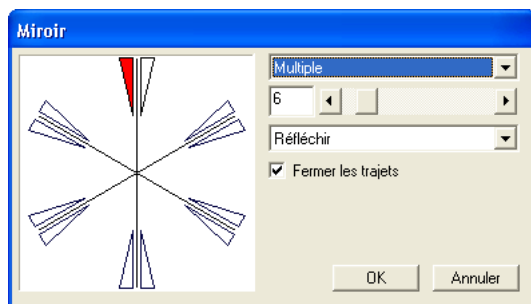 Miroir
Multiple
6
Réfléchir
Fermer les trajets
OK
Annuler